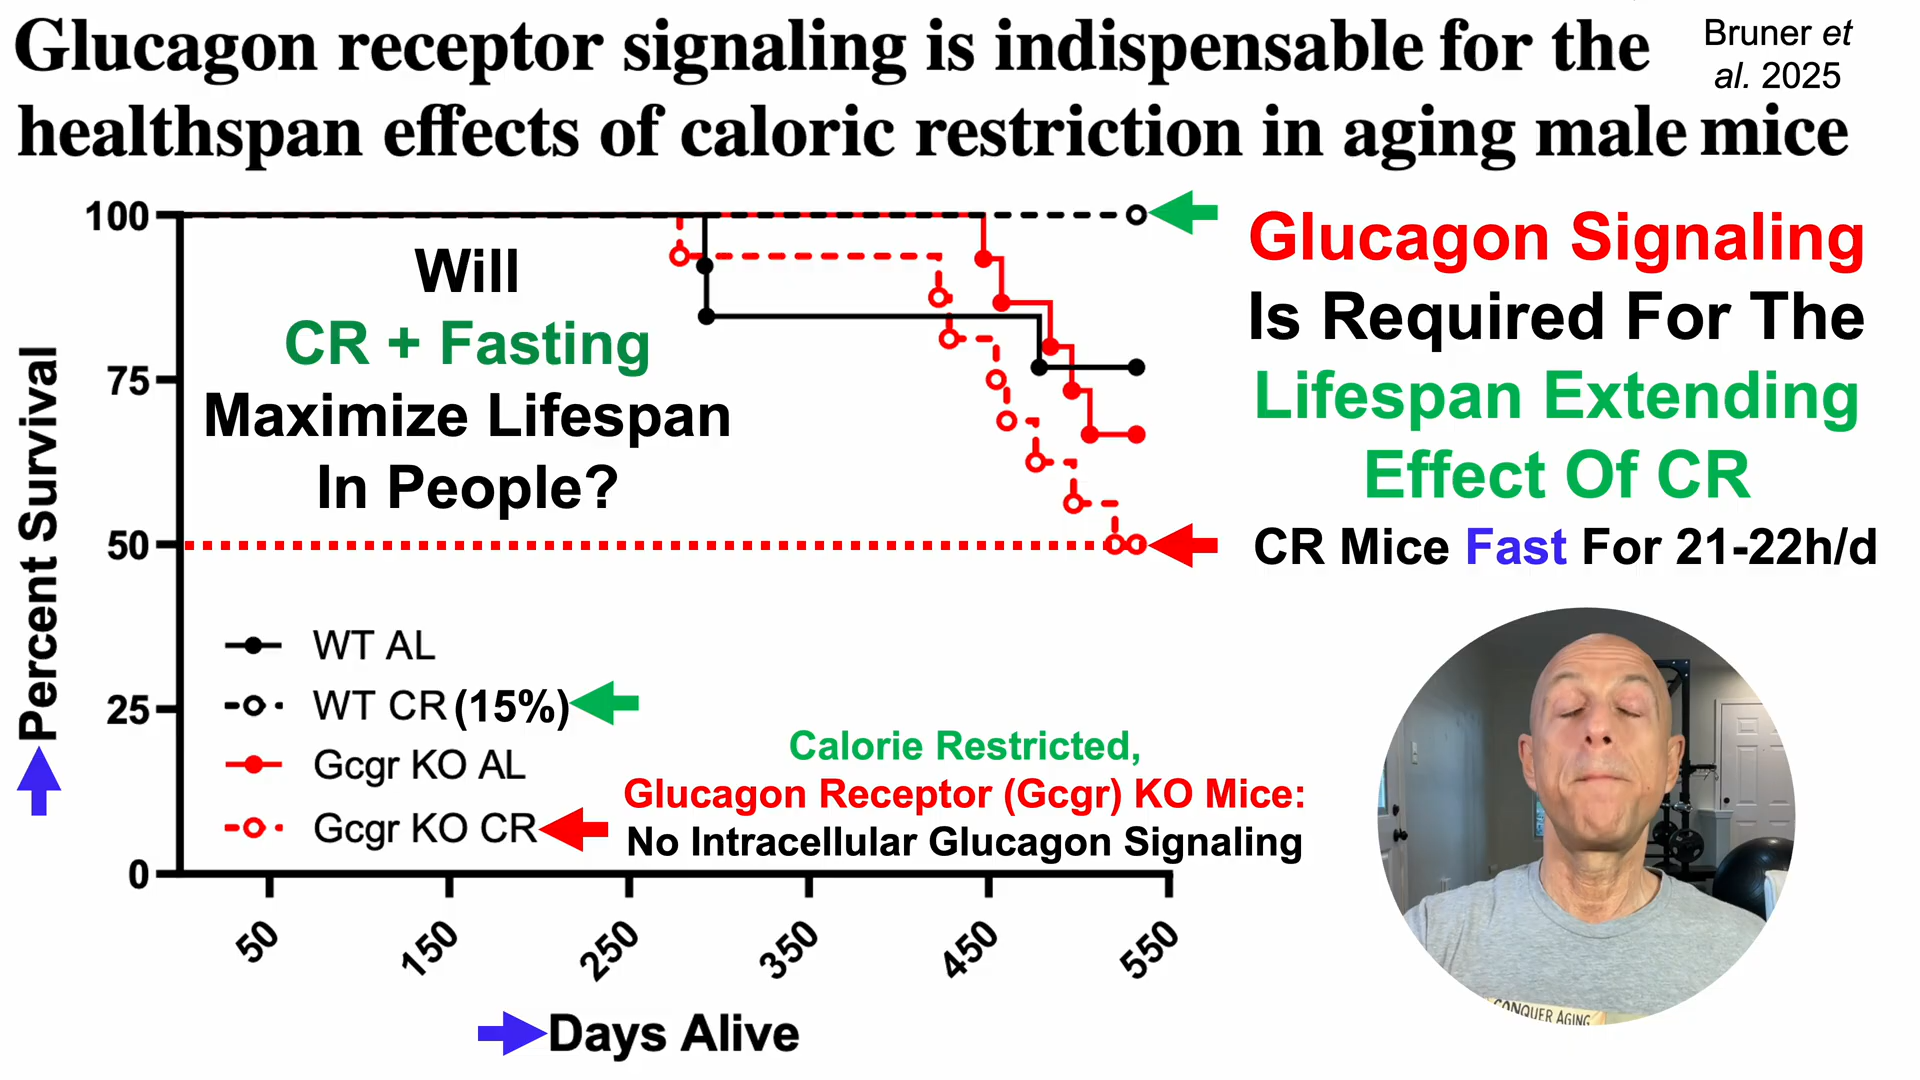 Glucagon receptor signaling is indispensable for the
healthspan effects of caloric restriction in aging male mice
Bruner et
al. 2025
100
75
50
25
0
Percent Survival
50
150
250
350
450
550
Days Alive
Will
CR + Fasting
Maximize Lifespan
In People?
WT AL
WT CR (15%)
Gcgr KO AL
Gcgr KO CR
Calorie Restricted,
Glucagon Receptor (Gcgr) KO Mice:
No Intracellular Glucagon Signaling
Glucagon Signaling
Is Required For The
Lifespan Extending
Effect Of CR
CR Mice Fast For 21-22h/d
CONQUER AGING